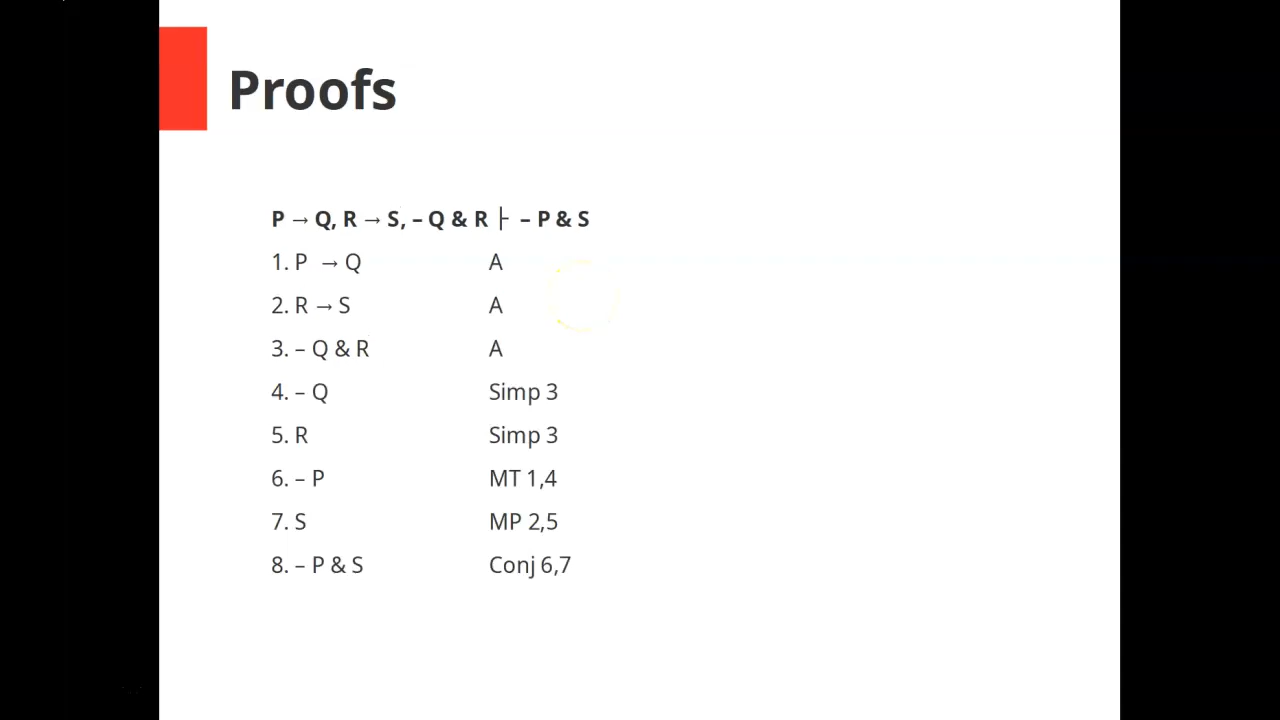 Proofs
P → Q, R → S, – Q & R ├ – P & S
1. P → Q A
2. R → S A
3. – Q & R A
4. – Q Simp 3
5. R Simp 3
6. – P MT 1,4
7. S MP 2,5
8. – P & S Conj 6,7